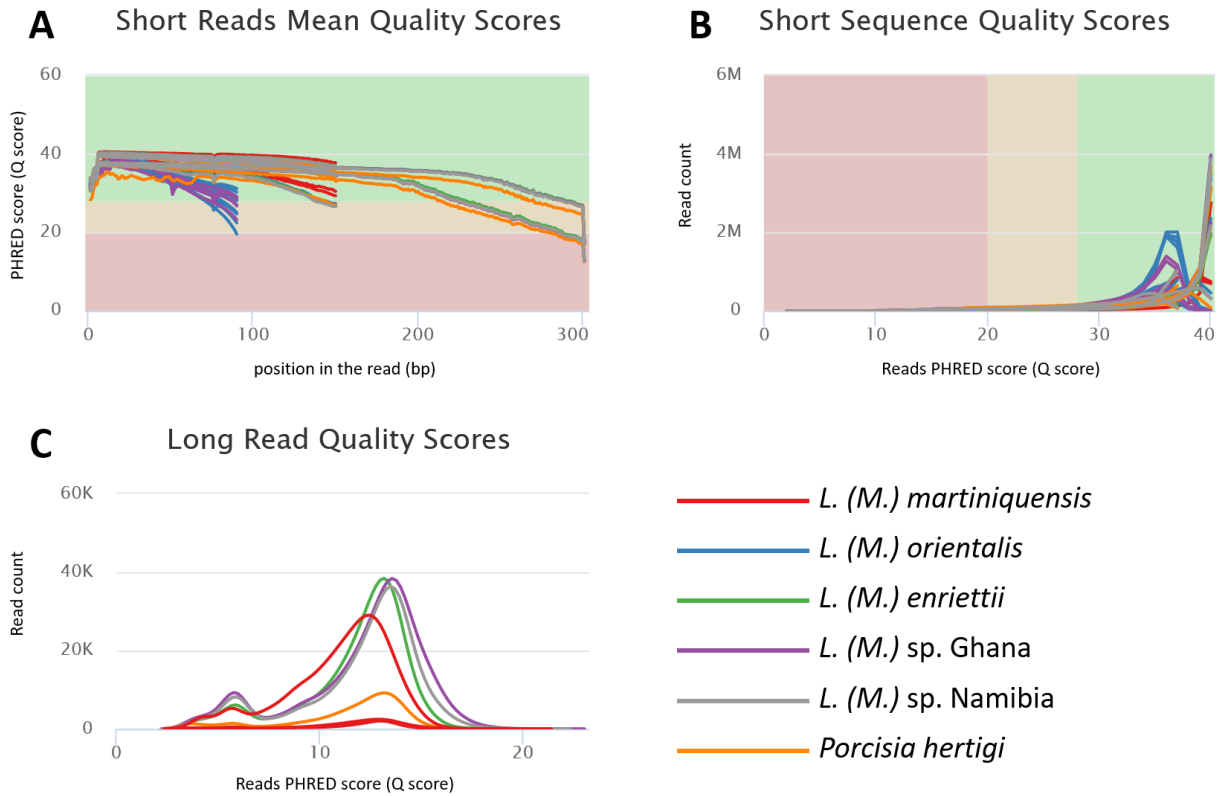 A
Short Reads Mean Quality Scores
60
40
20
0
PHRED score (Q score)
0
100
200
300
position in the read (bp)
B
Short Sequence Quality Scores
6M
4M
2M
0
Read count
0
10
20
30
40
Reads PHRED score (Q score)
C
Long Read Quality Scores
60K
40K
20K
0
Read count
0
10
20
Reads PHRED score (Q score)
L. (M.) martiniquensis
L. (M.) orientalis
L. (M.) enriettii
L. (M.) sp. Ghana
L. (M.) sp. Namibia
Porcisia hertigi